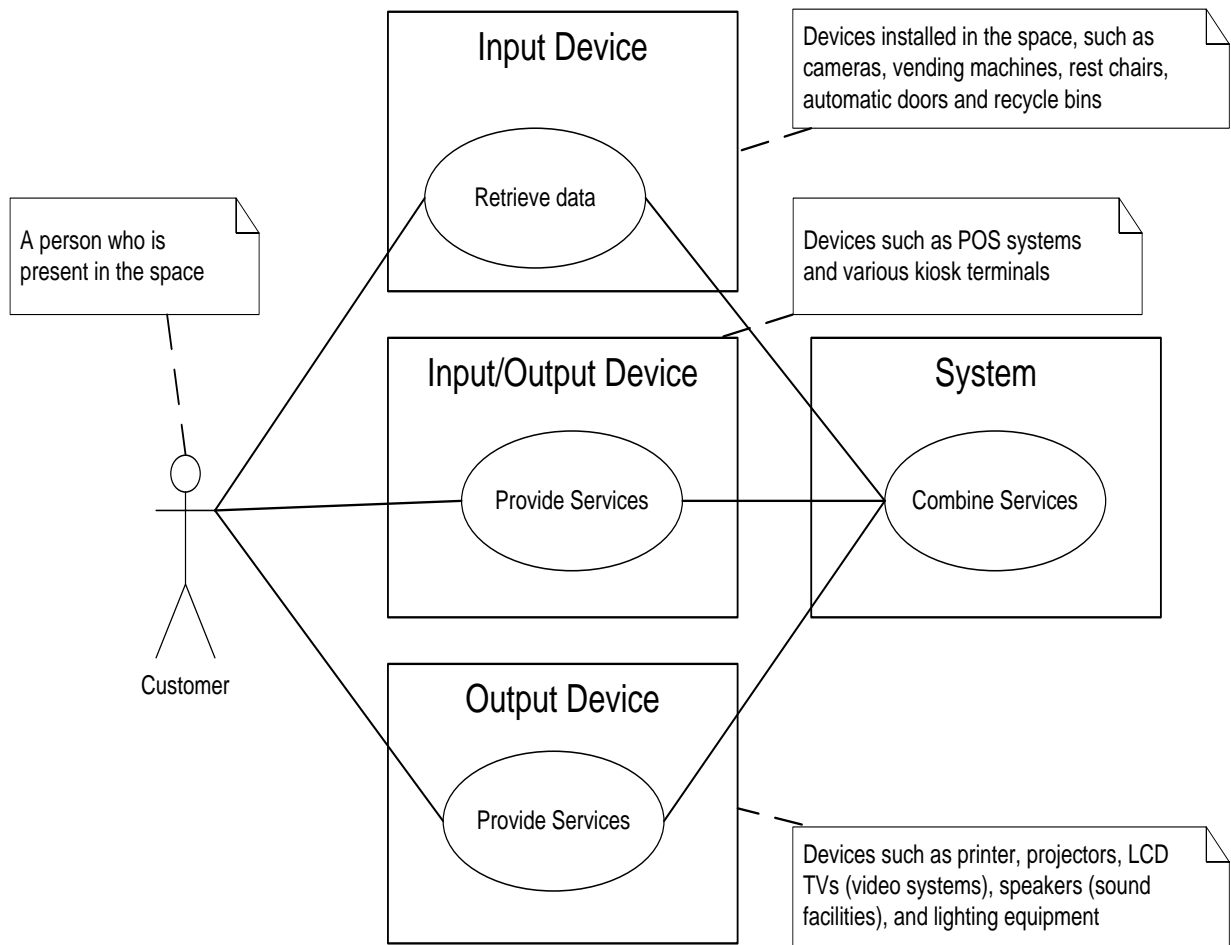 Input Device
Devices installed in the space, such as
cameras, vending machines, rest chairs,
automatic doors and recycle bins
Retrieve data
A person who is
present in the space
Devices such as POS systems
and various kiosk terminals
Input/Output Device
System
Provide Services
Combine Services
Customer
Output Device
Provide Services
Devices such as printer, projectors, LCD
TVs (video systems), speakers (sound
facilities), and lighting equipment